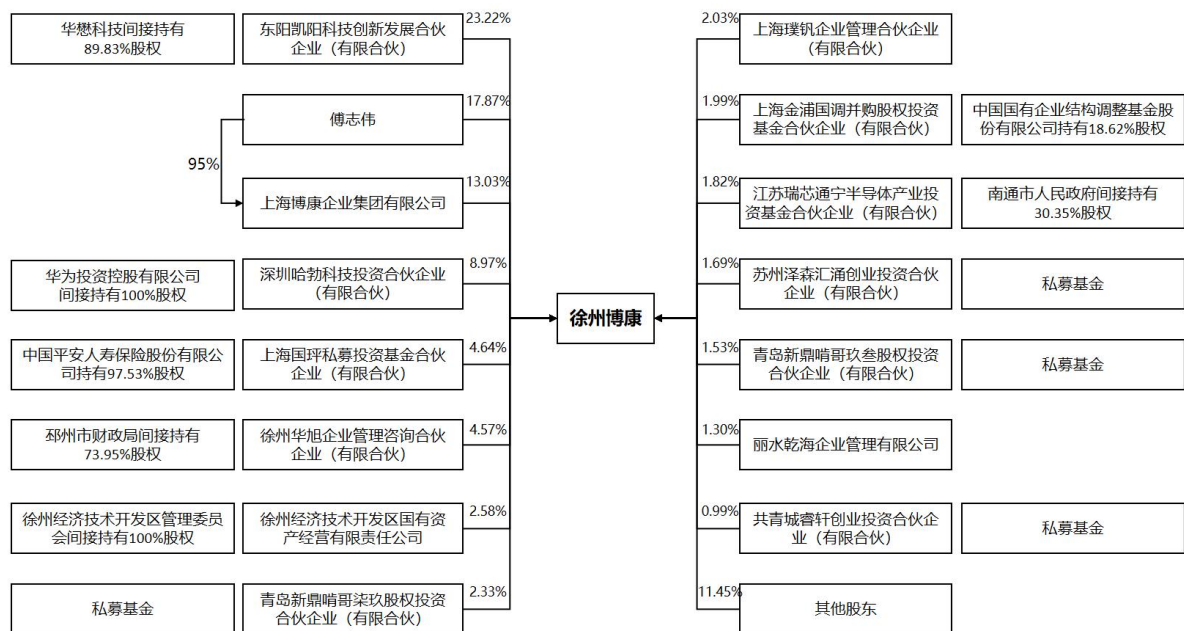 华懋科技间接持有
89.83%股权
东阳凯阳科技创新发展合伙
企业（有限合伙）
23.22%
傅志伟
17.87%
95%
上海博康企业集团有限公司
13.03%
华为投资控股有限公司
间接持有100%股权
深圳哈勃科技投资合伙企业
（有限合伙）
8.97%
中国平安人寿保险股份有限公
司持有97.53%股权
上海国玶私募投资基金合伙
企业（有限合伙）
4.64%
邳州市财政局间接持有
73.95%股权
徐州华旭企业管理咨询合伙
企业（有限合伙）
4.57%
徐州经济技术开发区管理委员
会间接持有100%股权
徐州经济技术开发区国有资
产经营有限责任公司
2.58%
私募基金
青岛新鼎啃哥柒玖股权投资
合伙企业（有限合伙）
2.33%
徐州博康
2.03%
上海璞钒企业管理合伙企业
（有限合伙）
1.99%
上海金浦国调并购股权投资
基金合伙企业（有限合伙）
中国国有企业结构调整基金股
份有限公司持有18.62%股权
1.82%
江苏瑞芯通宁半导体产业投
资基金合伙企业（有限合伙）
南通市人民政府间接持有
30.35%股权
1.69%
苏州泽森汇涌创业投资合伙
企业（有限合伙）
私募基金
1.53%
青岛新鼎啃哥玖叁股权投资
合伙企业（有限合伙）
私募基金
1.30%
丽水乾海企业管理有限公司
0.99%
共青城睿轩创业投资合伙企
业（有限合伙）
私募基金
11.45%
其他股东